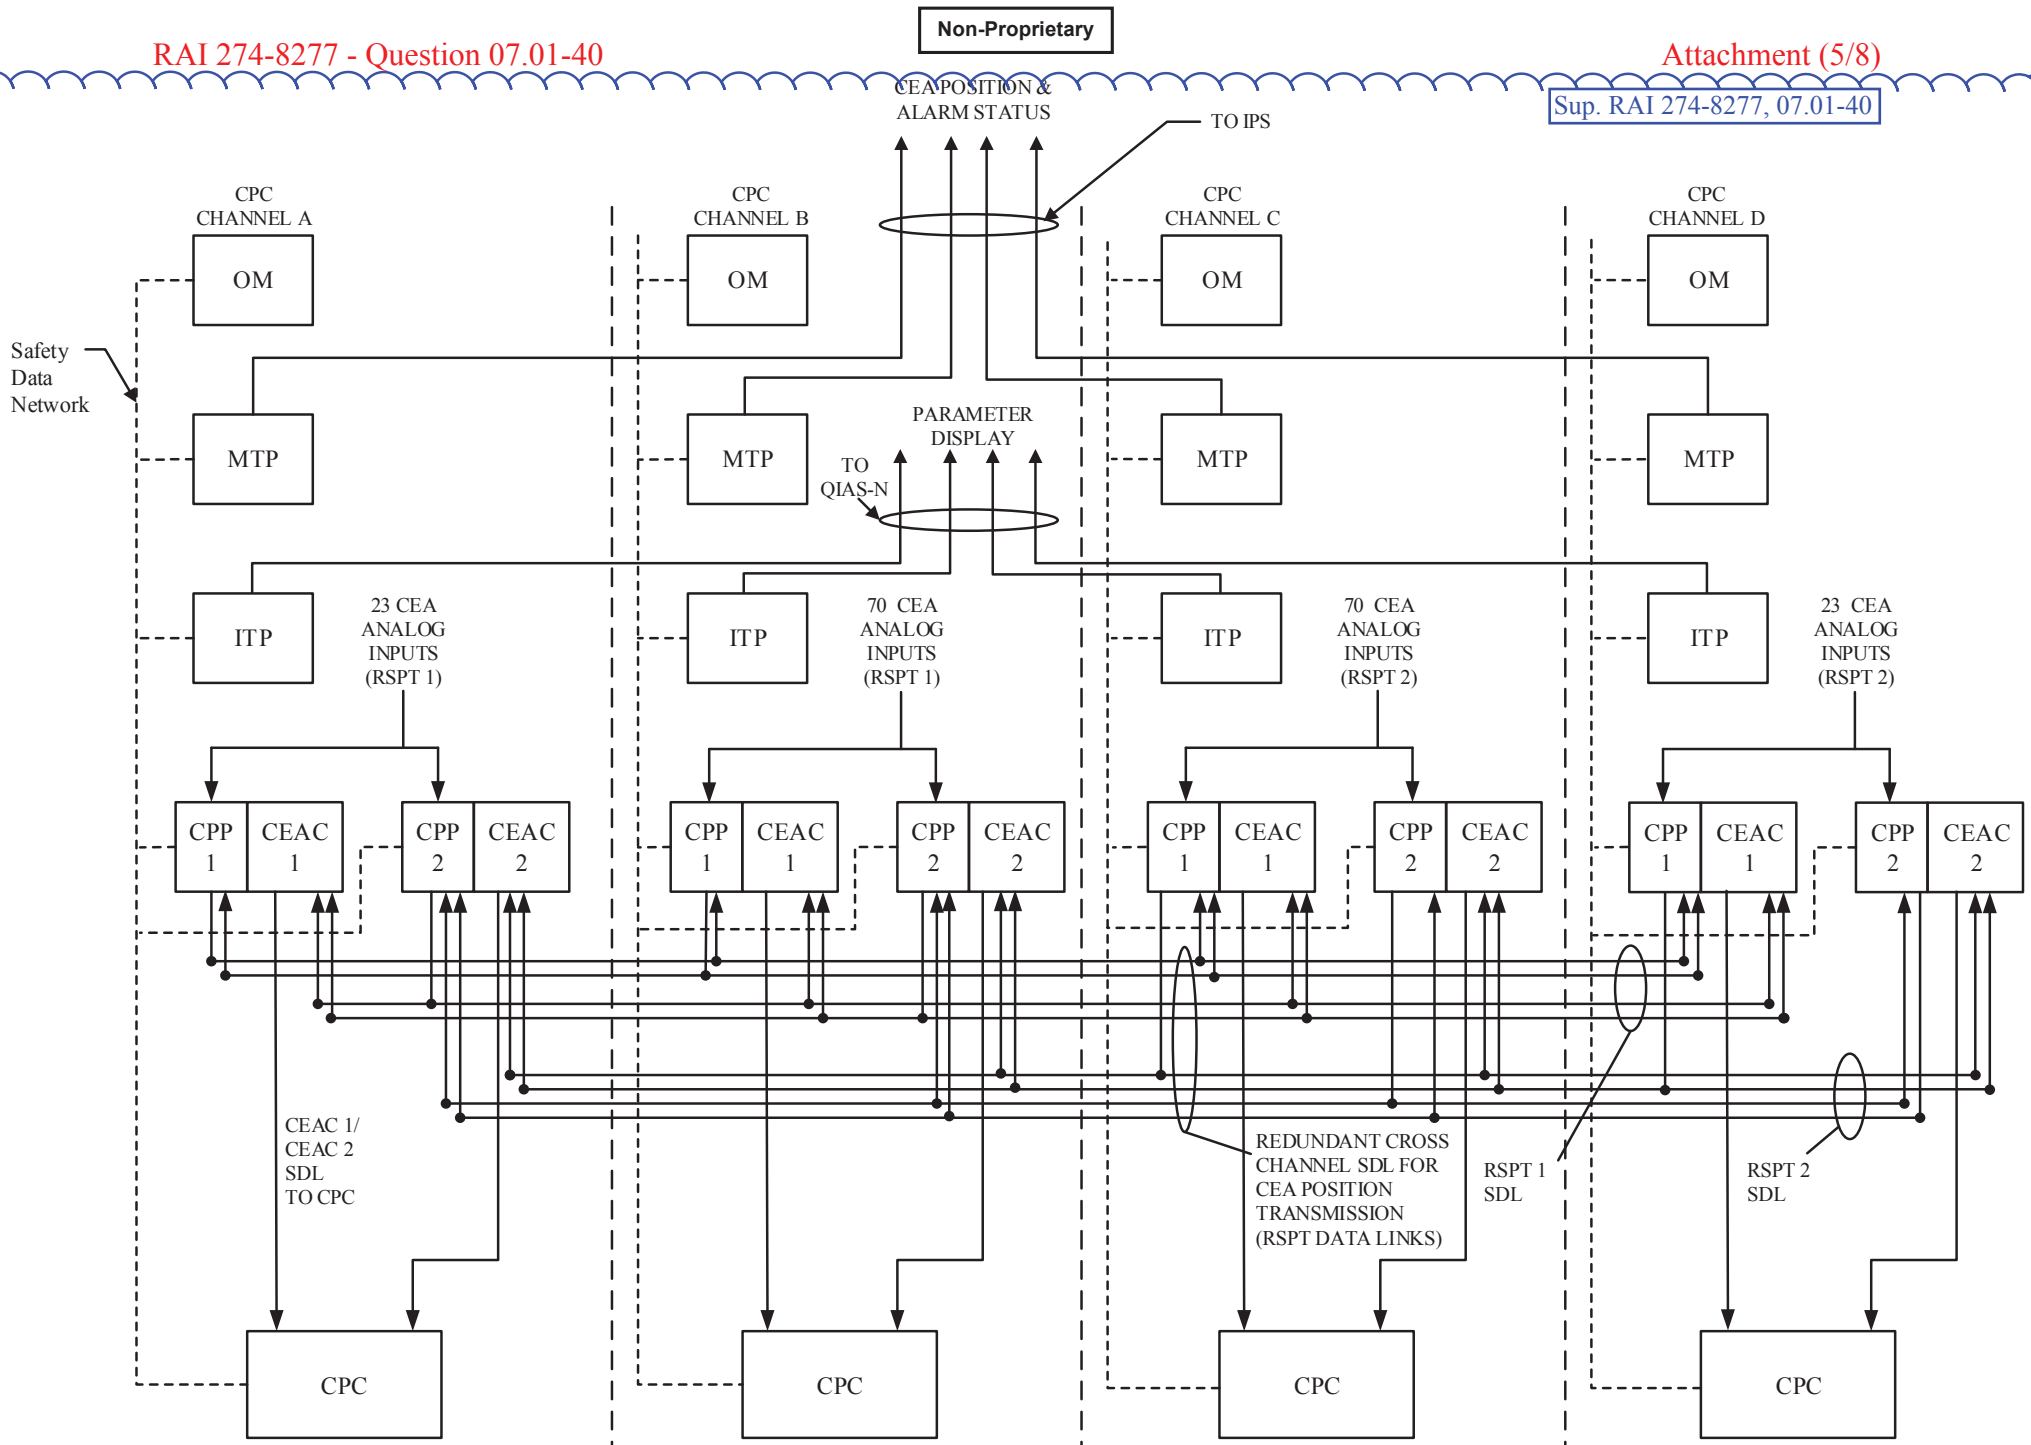 Non-Proprietary
RAI 274-8277 - Question 07.01-40
Attachment (5/8)
Sup. RAI 274-8277, 07.01-40
CEA POSITION &
ALARM STATUS
TO IPS
CPC
CHANNEL A
CPC
CHANNEL B
CPC
CHANNEL C
CPC
CHANNEL D
OM
OM
OM
OM
Safety
Data
Network
MTP
MTP
MTP
MTP
PARAMETER
DISPLAY
TO
QIAS-N
ITP
ITP
ITP
ITP
23 CEA
ANALOG
INPUTS
(RSPT 1)
70 CEA
ANALOG
INPUTS
(RSPT 1)
70 CEA
ANALOG
INPUTS
(RSPT 2)
23 CEA
ANALOG
INPUTS
(RSPT 2)
CPP
1
CEAC
1
CPP
2
CEAC
2
CPP
1
CEAC
1
CPP
2
CEAC
2
CPP
1
CEAC
1
CPP
2
CEAC
2
CPP
1
CEAC
1
CPP
2
CEAC
2
CEAC 1/
CEAC 2
SDL
TO CPC
REDUNDANT CROSS
CHANNEL SDL FOR
CEA POSITION
TRANSMISSION
(RSPT DATA LINKS)
RSPT 1
SDL
RSPT 2
SDL
CPC
CPC
CPC
CPC